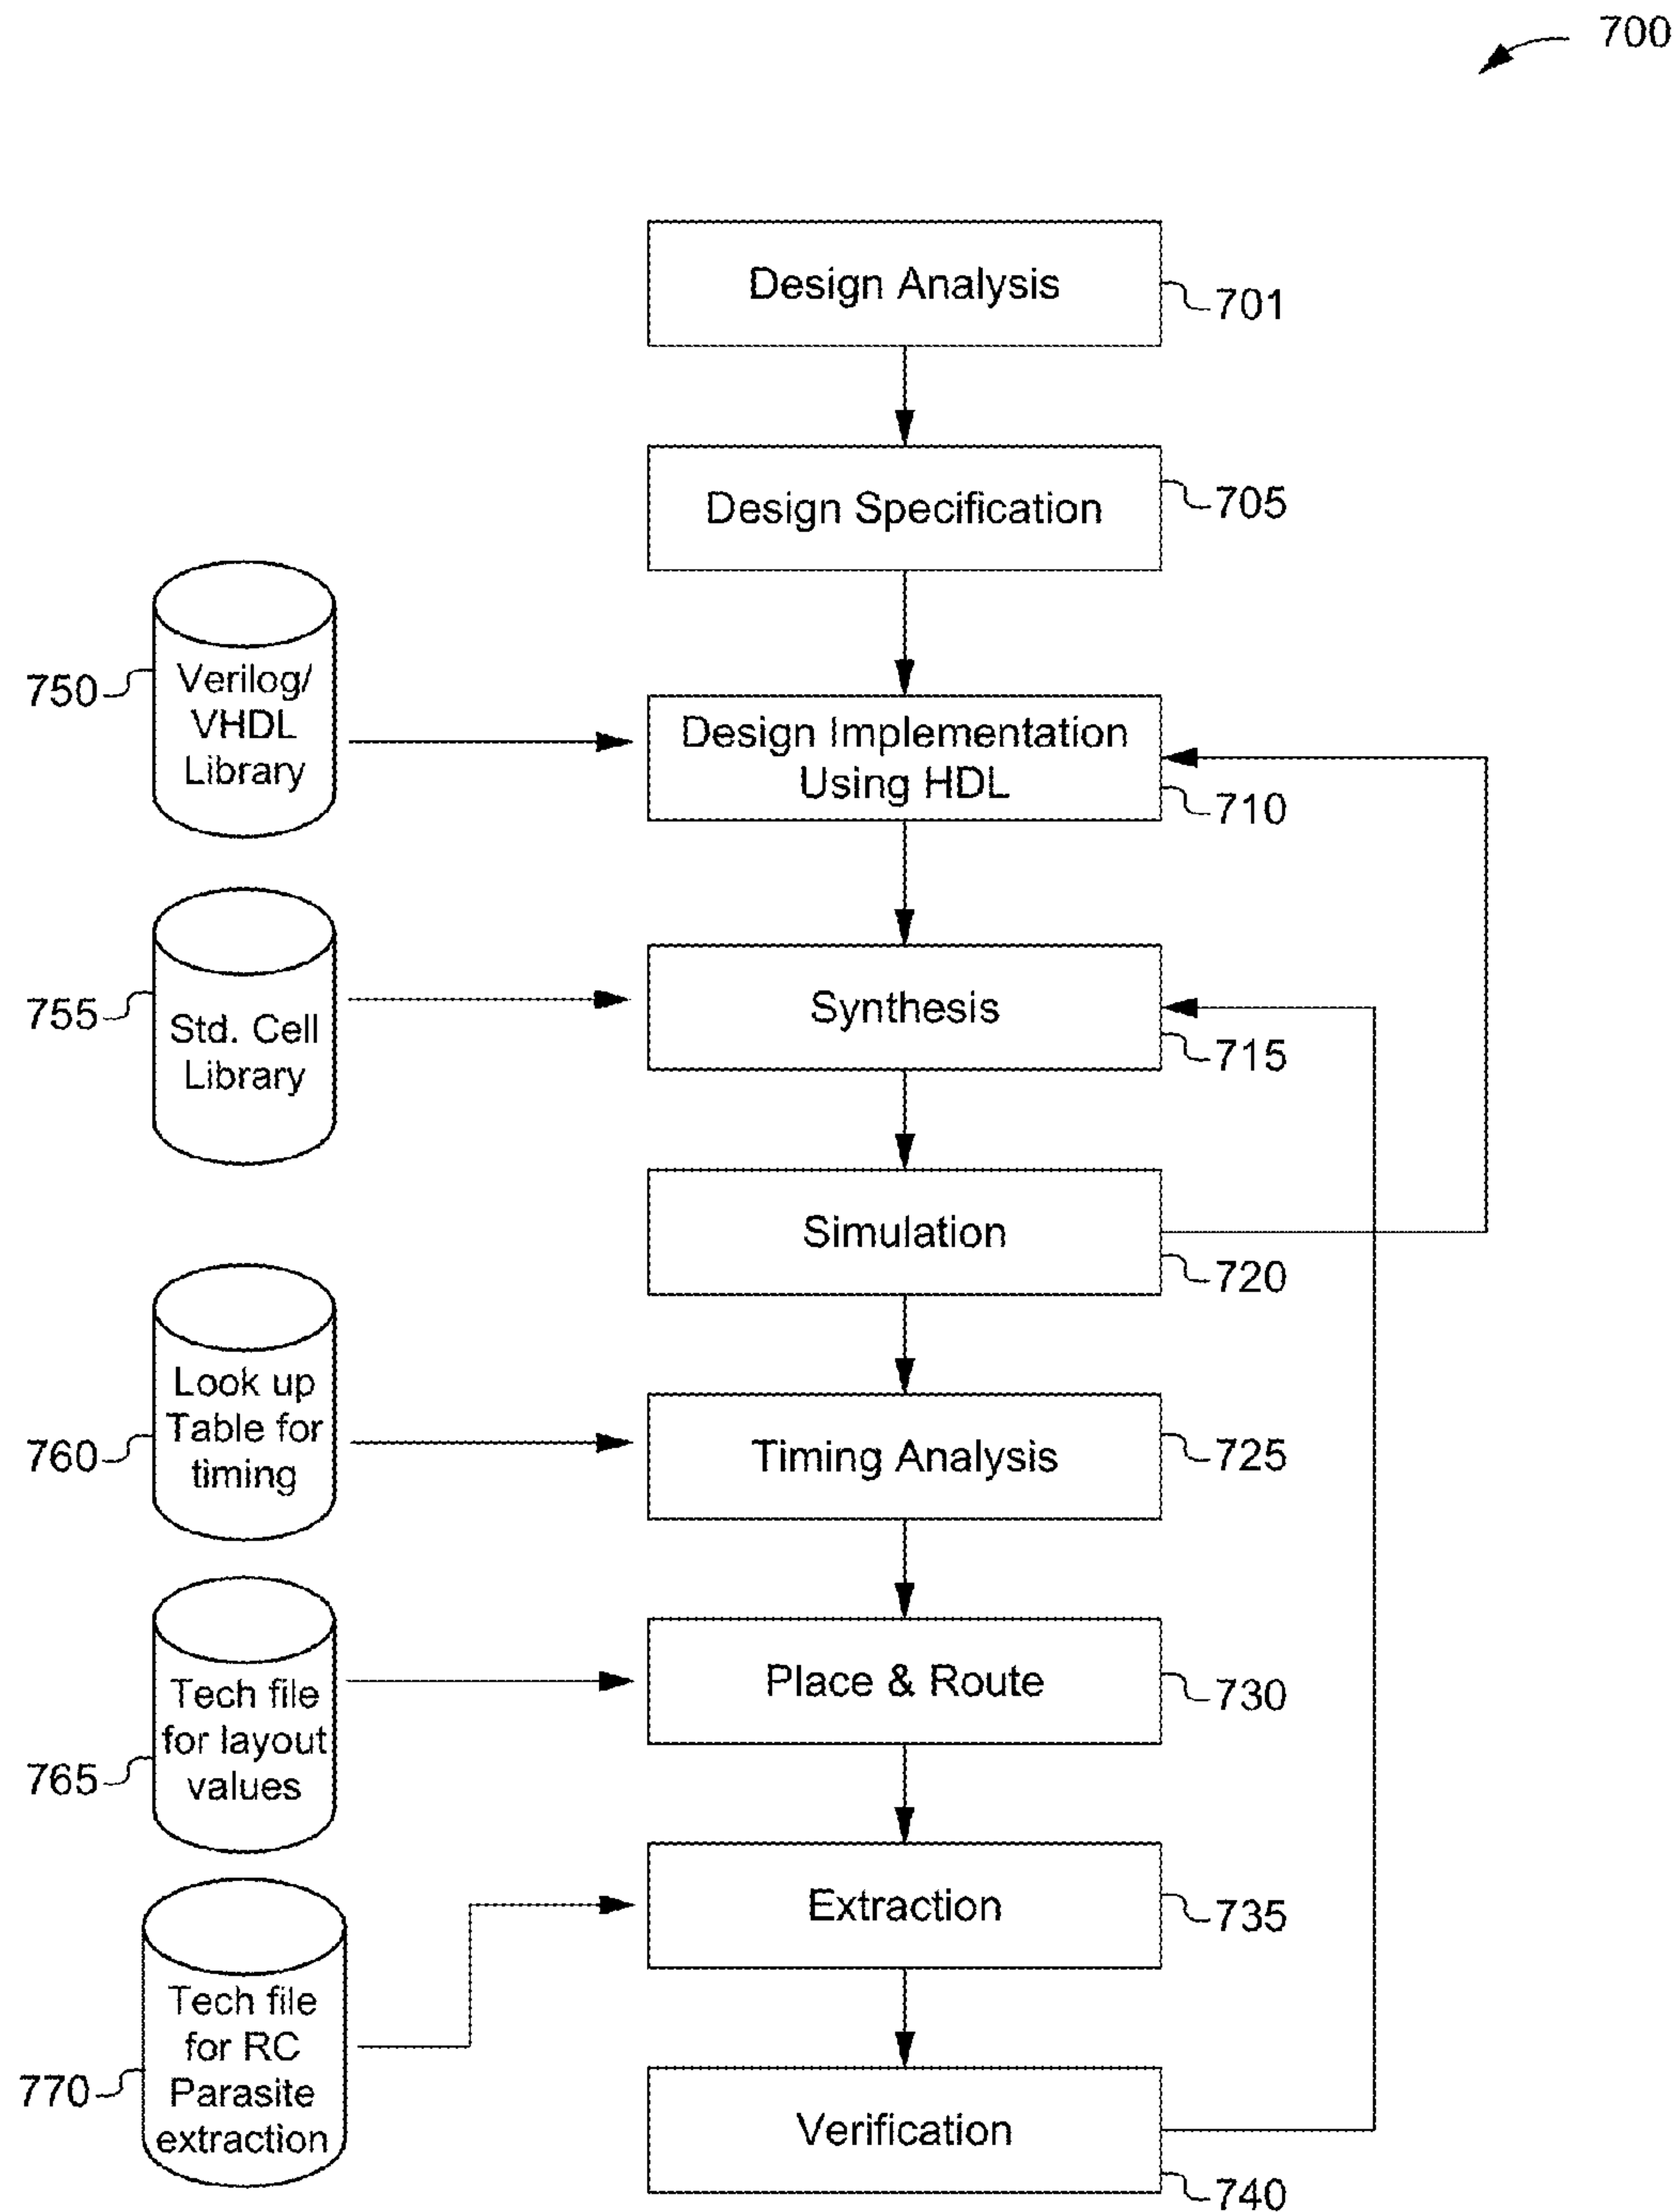 700
Design Analysis
701
Design Specification
705
750
Verilog/
VHDL
Library
Design Implementation
Using HDL
710
755
Std. Cell
Library
Synthesis
715
Simulation
720
760
Look up
Table for
timing
Timing Analysis
725
765
Tech file
for layout
values
Place & Route
730
Extraction
735
770
Tech file
for RC
Parasite
extraction
Verification
740